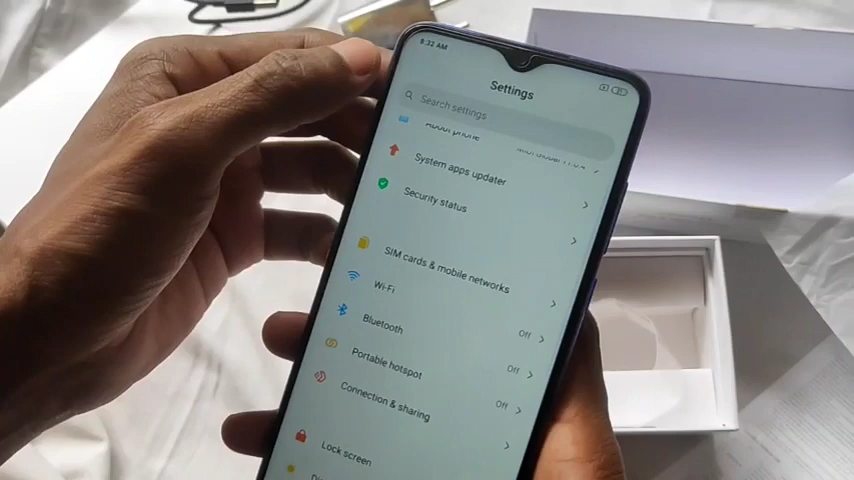 8:32 AM
Settings
Search settings
About phone
System apps updater
Security status
SIM cards & mobile networks
Wi-Fi
Off
Bluetooth
Off
Portable hotspot
Off
Connection & sharing
Lock screen